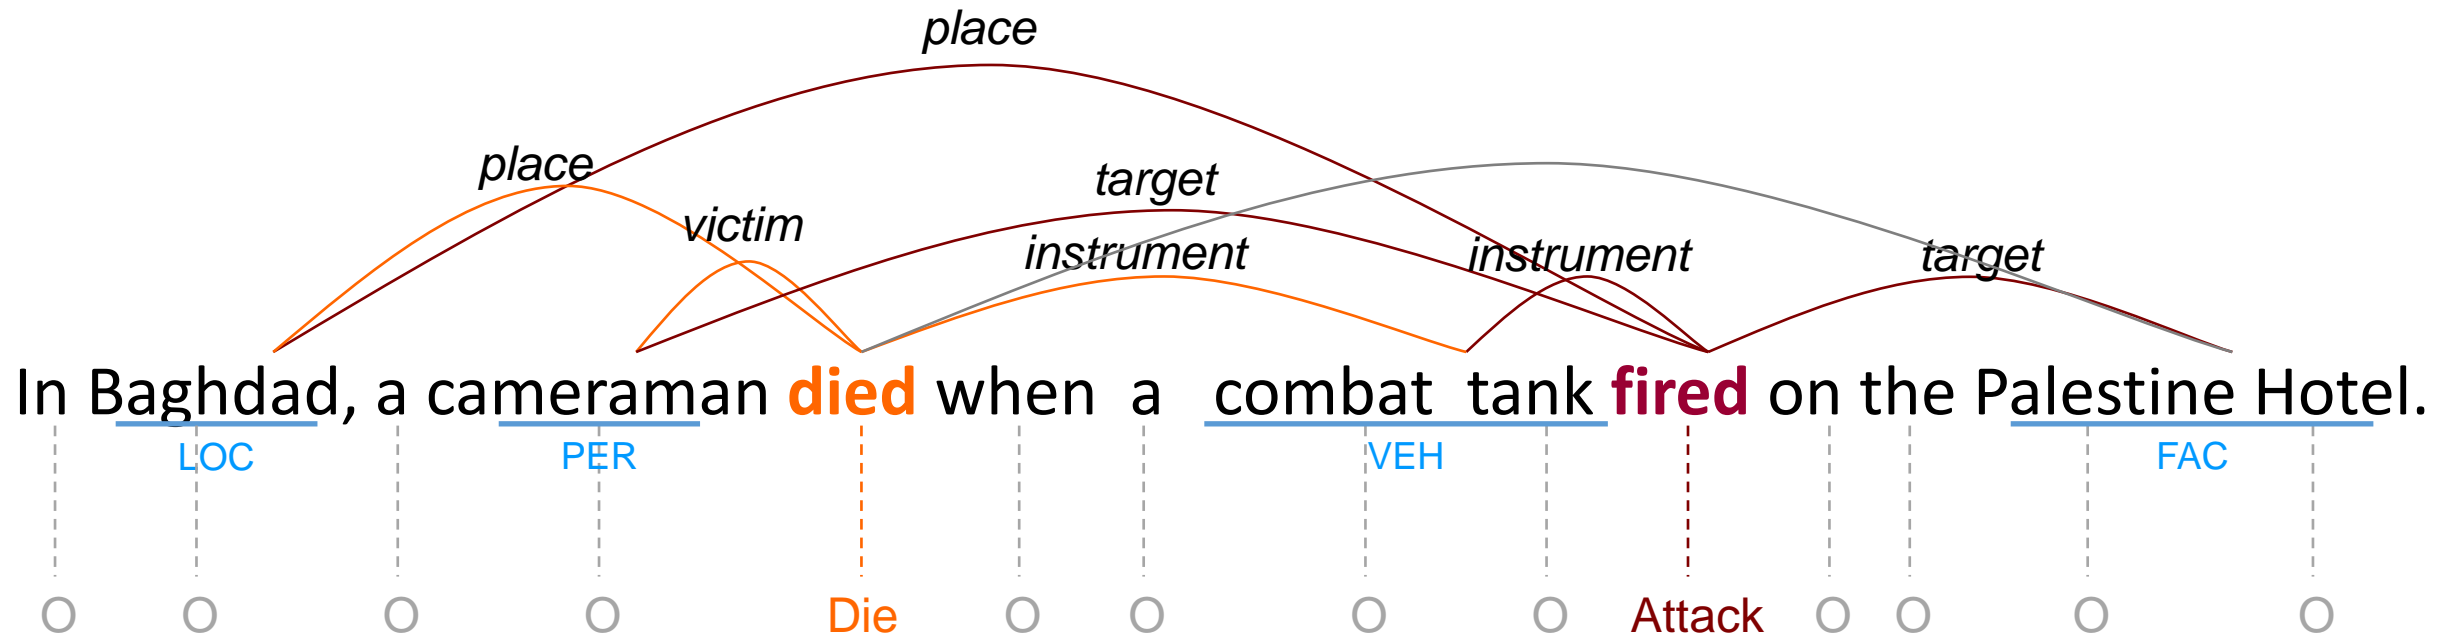 place
place
target
victim
instrument
instrument
target
In Baghdad, a cameraman died when a combat tank fired on the Palestine Hotel.
LOC PER VEH FAC
O O O O Die O O O O Attack O O O O